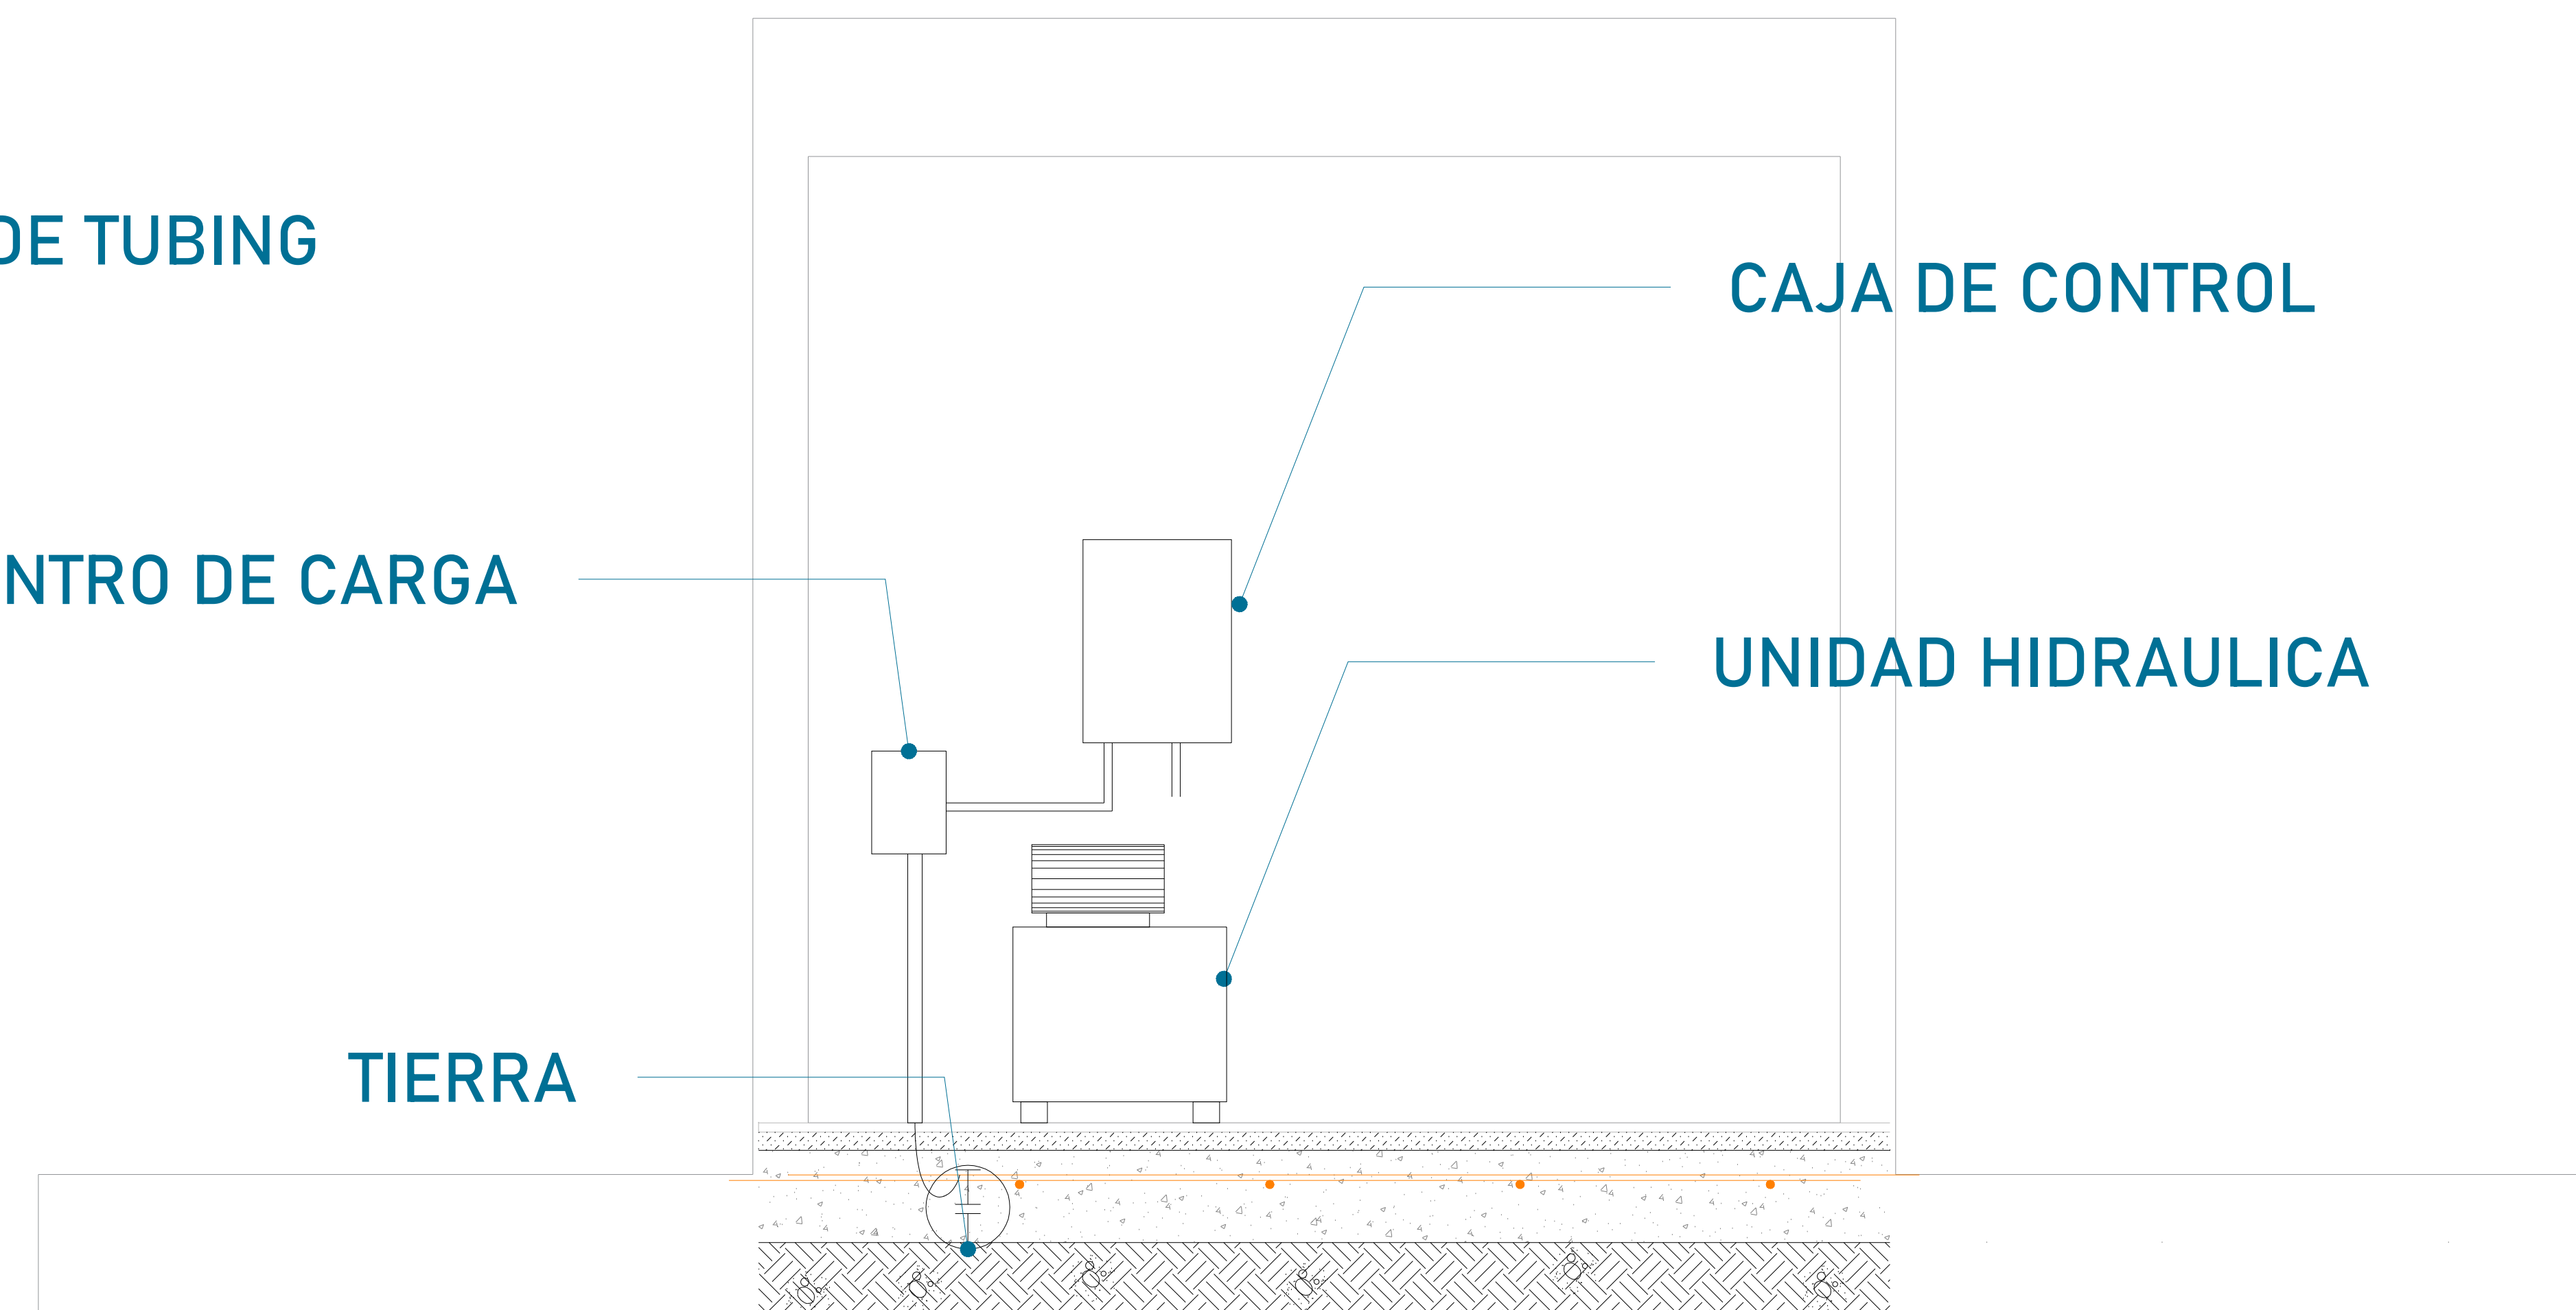 DE TUBING
CAJA DE CONTROL
NTRO DE CARGA
UNIDAD HIDRAULICA
TIERRA